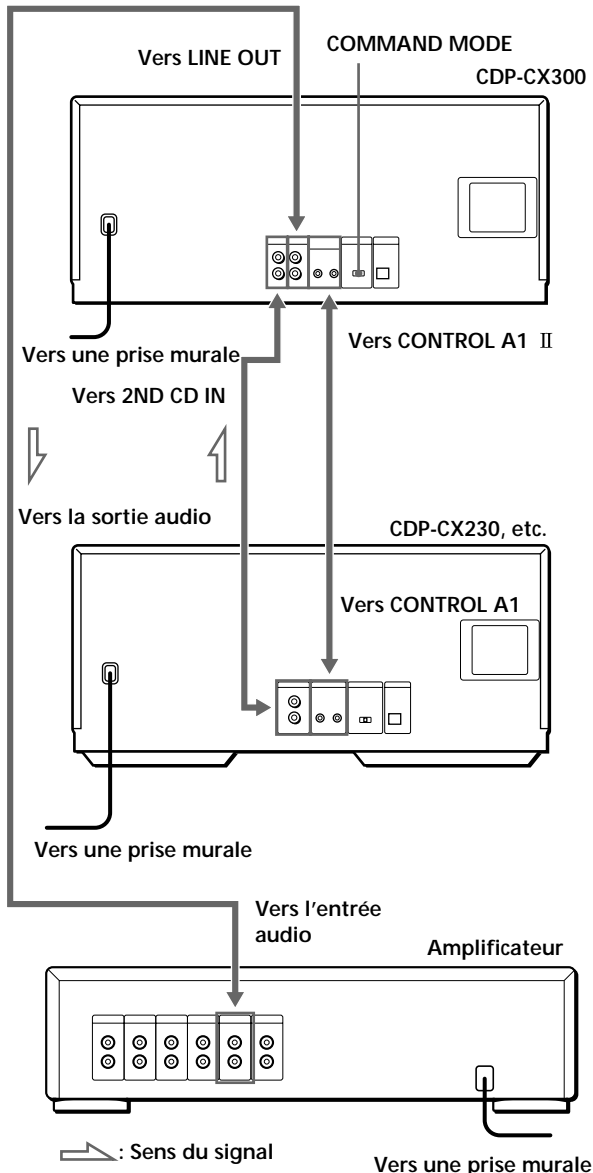 Vers LINE OUT
COMMAND MODE
CDP-CX300
Vers une prise murale
Vers CONTROL A1 II
Vers 2ND CD IN
Vers la sortie audio
CDP-CX230, etc.
Vers CONTROL A1
Vers une prise murale
Vers l'entrée
audio
Amplificateur
: Sens du signal
Vers une prise murale